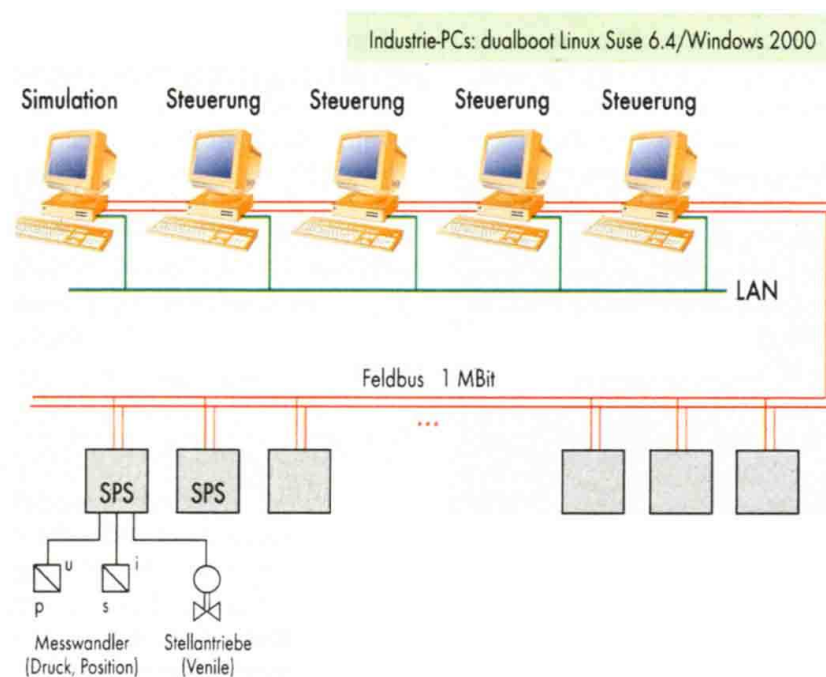 Industrie-PCs: dualboot Linux Suse 6.4/Windows 2000
Simulation Steuerung Steuerung Steuerung Steuerung
LAN
Feldbus 1 MBit
...
SPS SPS
u i
p s
Messwandler Stellantriebe
(Druck, Position) (Venile)